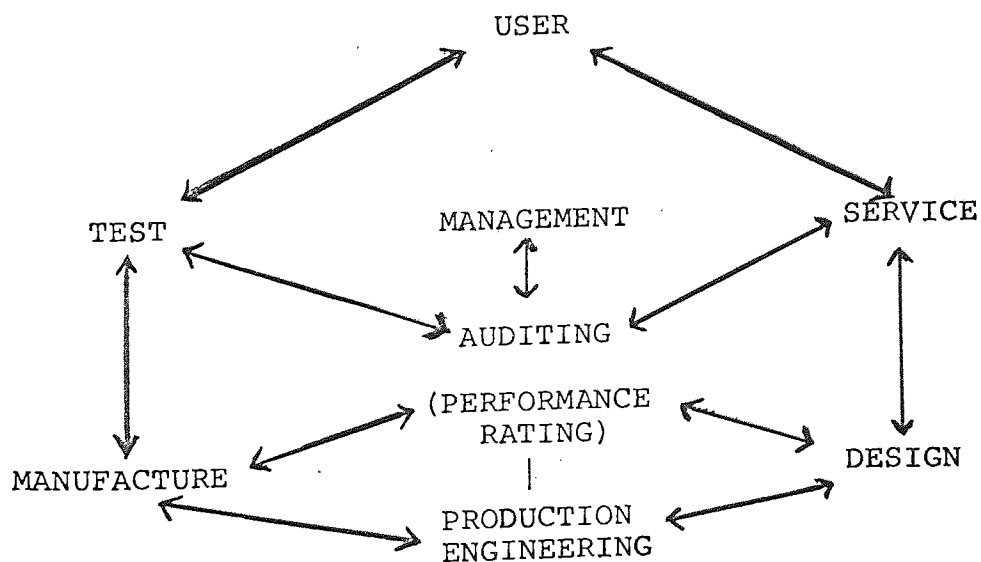 USER
TEST
MANAGEMENT
SERVICE
AUDITING
(PERFORMANCE
RATING)
MANUFACTURE
DESIGN
PRODUCTION
ENGINEERING